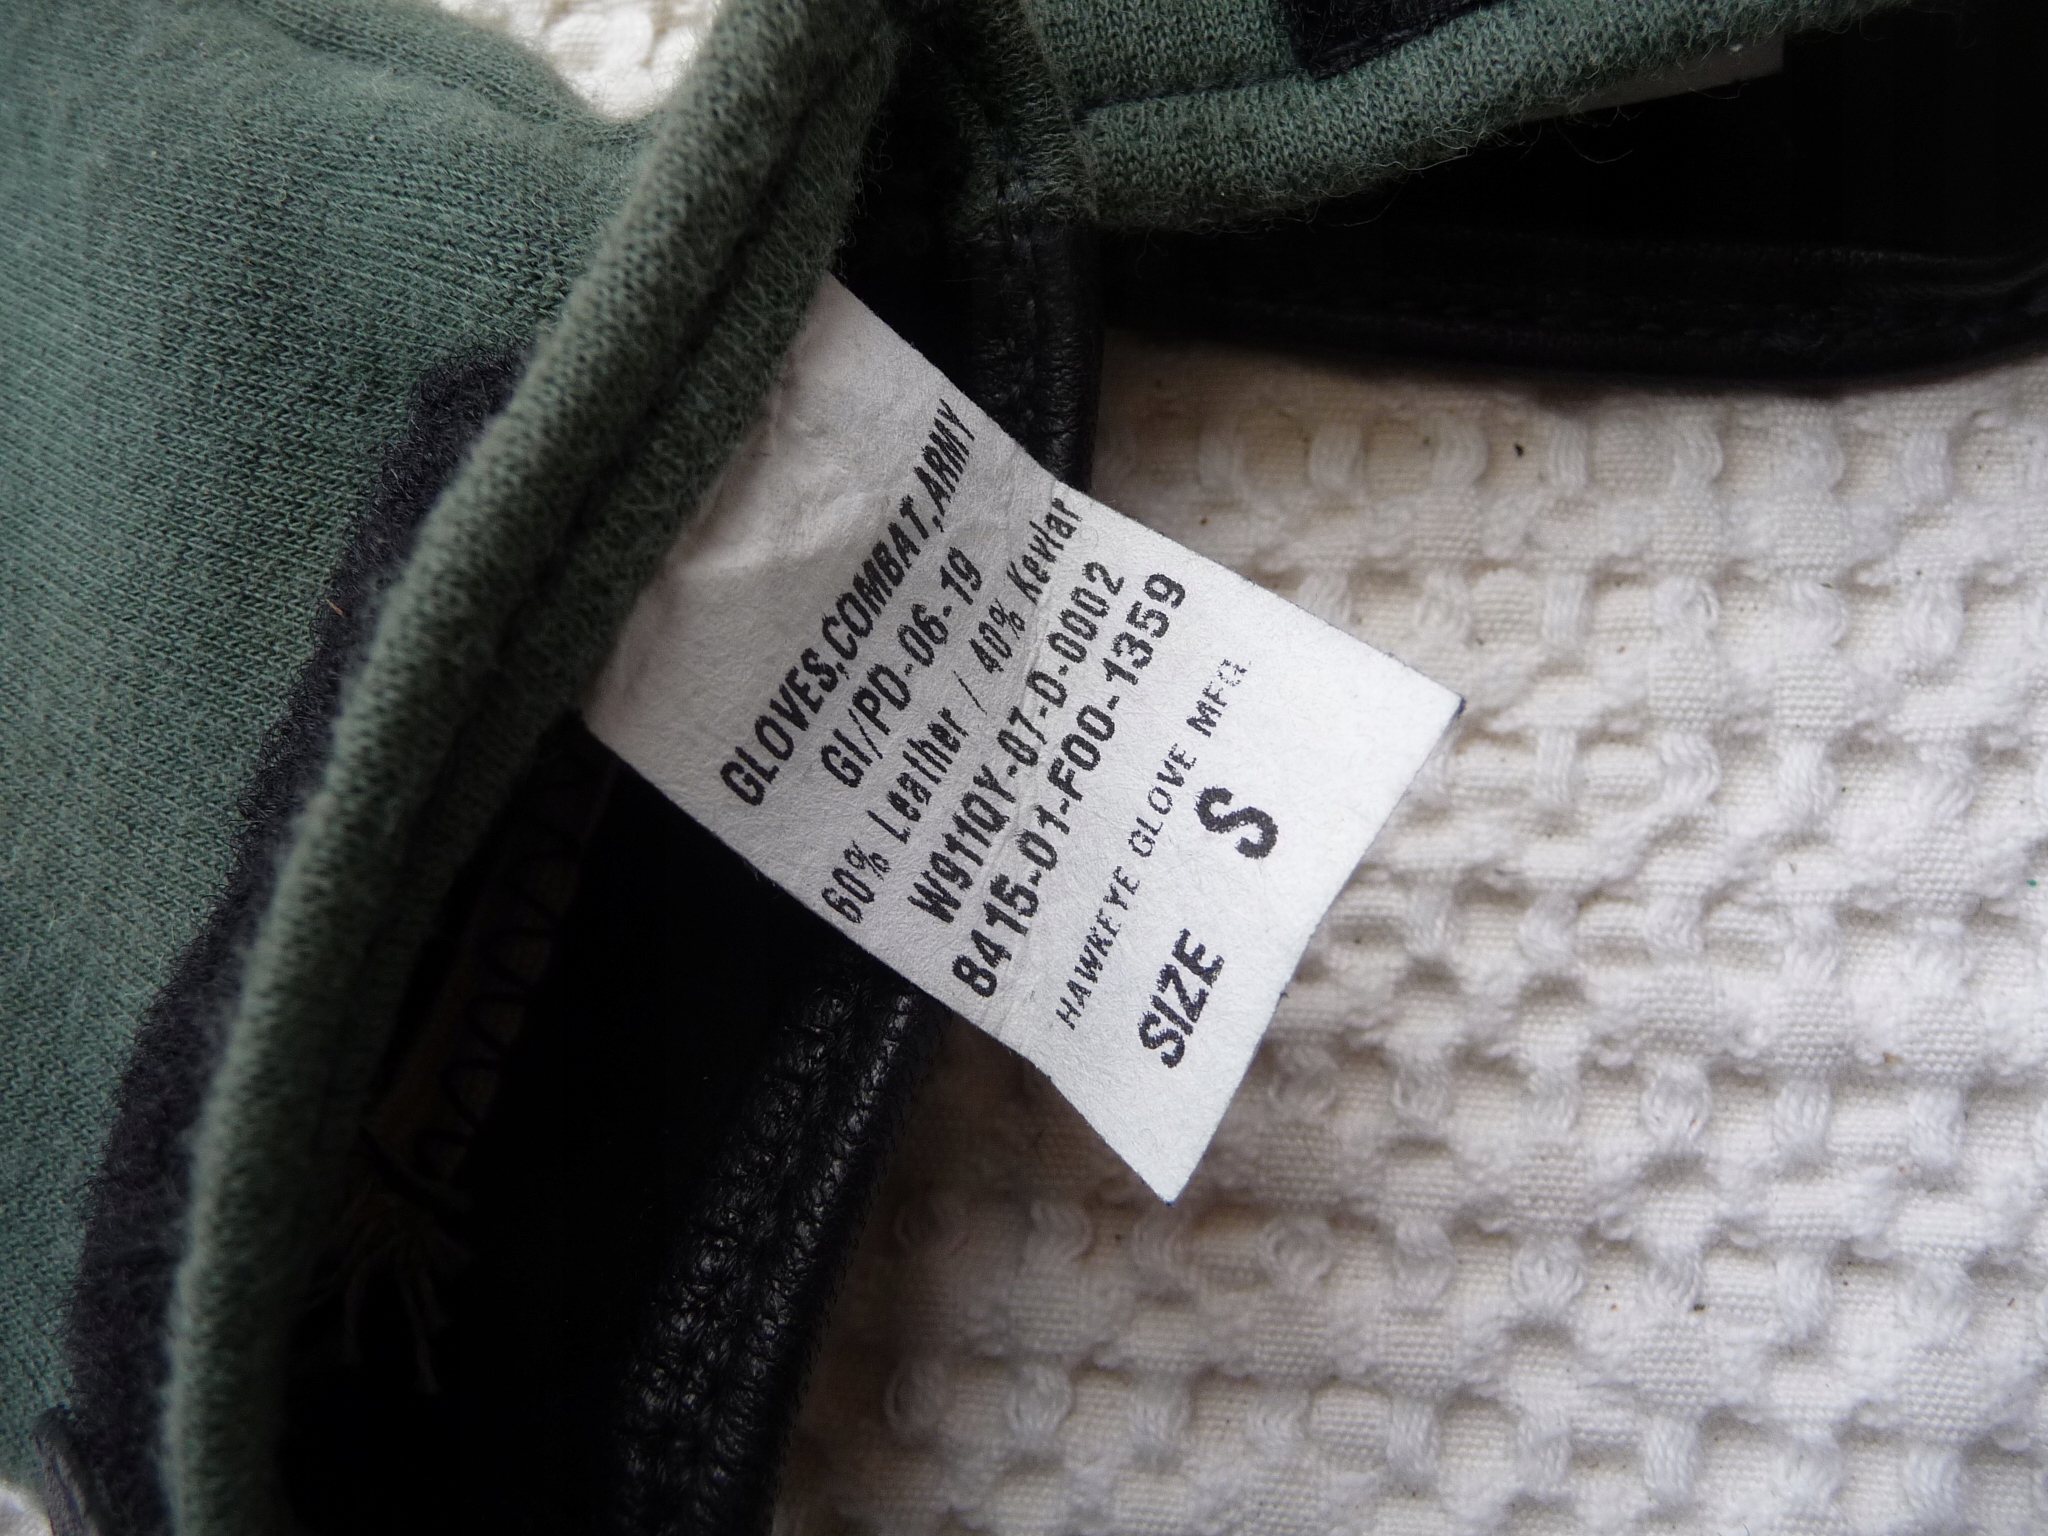 GLOVES,COMBAT,ARMY
GI//PD-06-19
60% Leather / 40% Kevlar
W911QY-07-D-0002
8415-01-F00-1359
HAWKEYE GLOVE MFG.
SIZE S